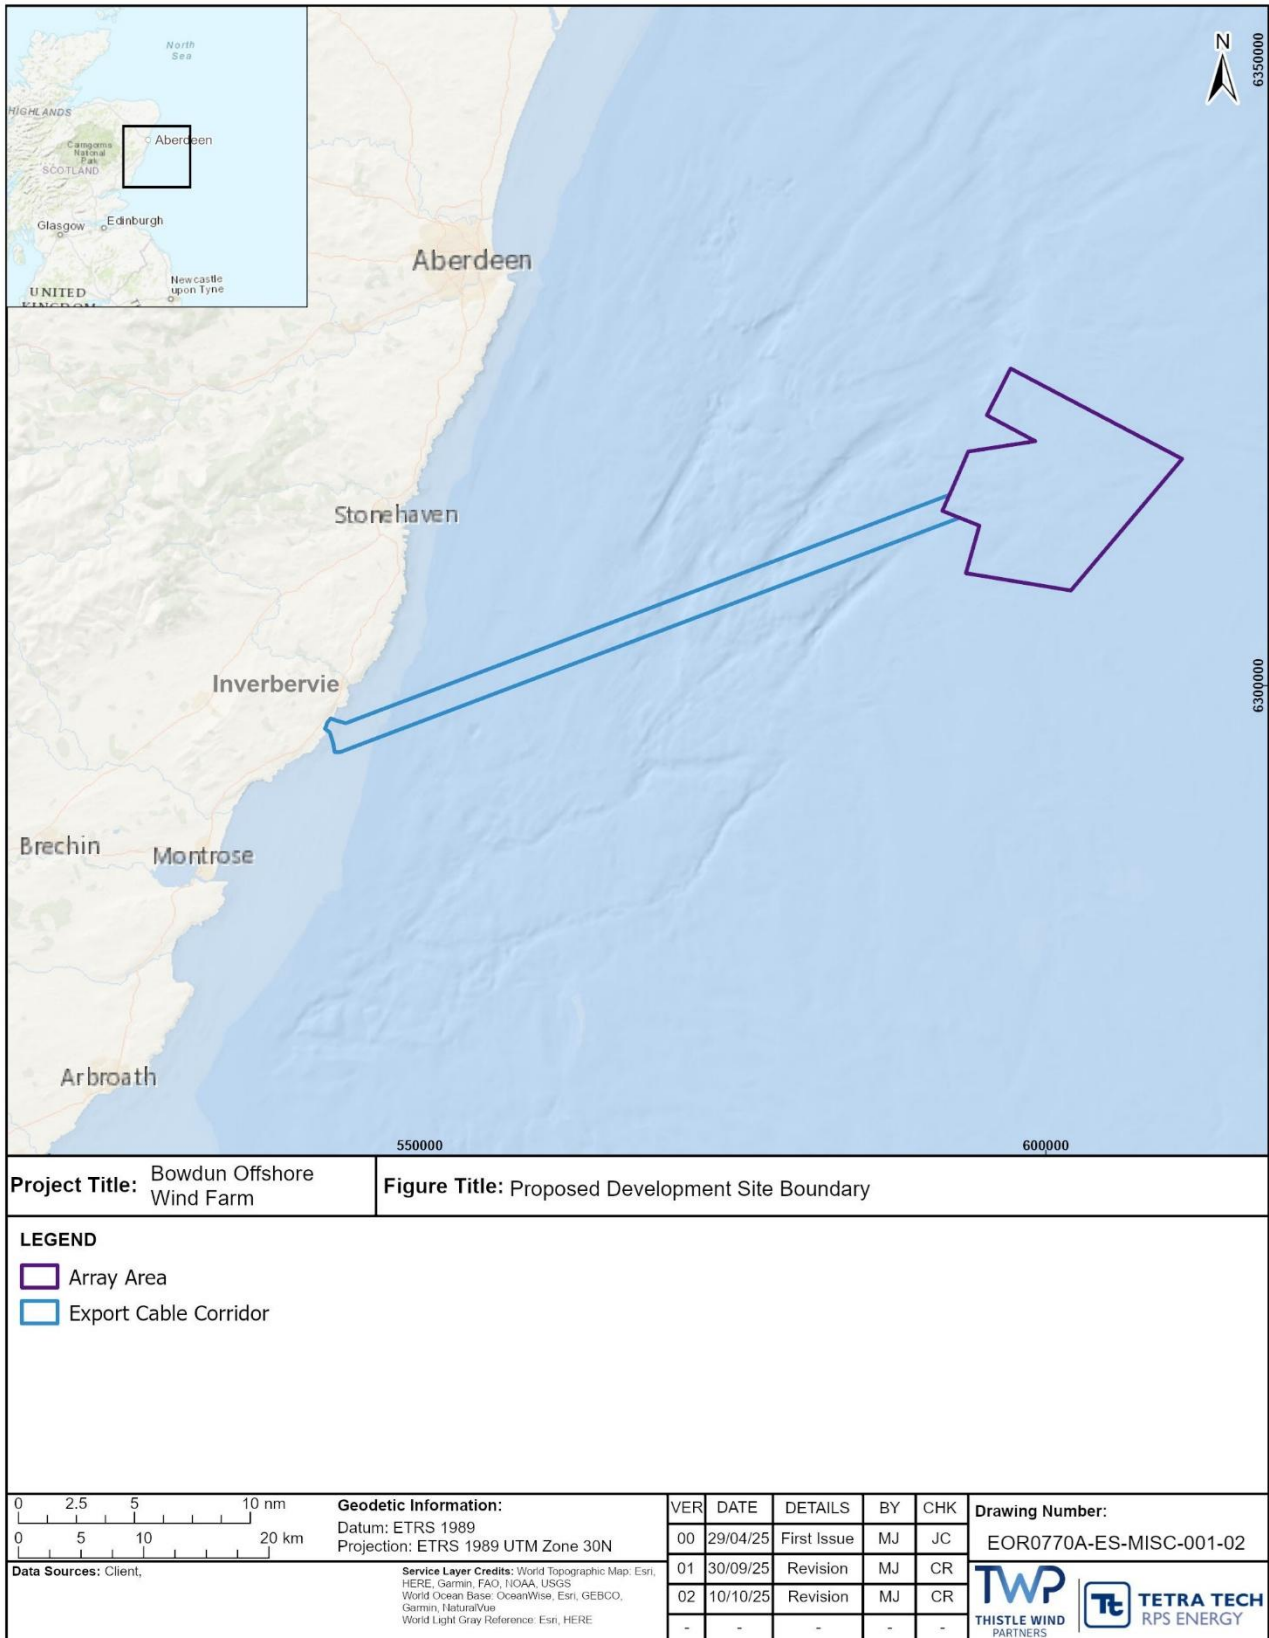 North
Sea
HIGHLANDS
Aberdeen
Cairngorms
National
Park
SCOTLAND
Glasgow
Edinburgh
Newcastle
upon Tyne
UNITED
KINGDOM
N
6350000
Aberdeen
Stonehaven
Inverbervie
6300000
Brechin
Montrose
Arbroath
550000
600000
Project Title: Bowdun Offshore
Wind Farm
Figure Title: Proposed Development Site Boundary
LEGEND
Array Area
Export Cable Corridor
0 2.5 5 10 nm
0 5 10 20 km
Geodetic Information:
Datum: ETRS 1989
Projection: ETRS 1989 UTM Zone 30N
Data Sources: Client,
Service Layer Credits: World Topographic Map: Esri,
HERE, Garmin, FAO, NOAA, USGS
World Ocean Base: OceanWise, Esri, GEBCO,
Garmin, NaturalVue
World Light Gray Reference: Esri, HERE
VER DATE DETAILS BY CHK
00 29/04/25 First Issue MJ JC
01 30/09/25 Revision MJ CR
02 10/10/25 Revision MJ CR
- - - - -
Drawing Number:
EOR0770A-ES-MISC-001-02
TWP
THISTLE WIND
PARTNERS
Tt
TETRA TECH
RPS ENERGY